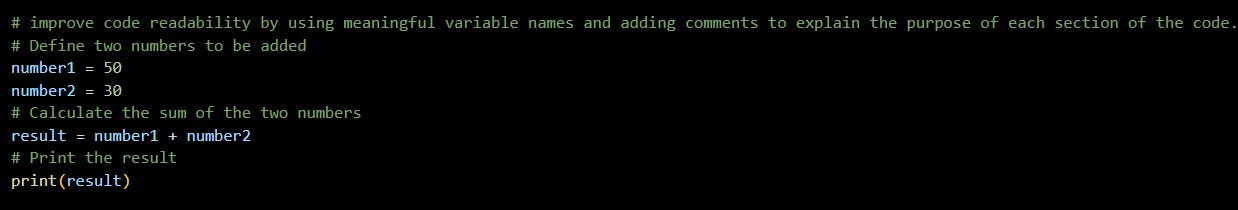 # improve code readability by using meaningful variable names and adding comments to explain the purpose of each section of the code.
# Define two numbers to be added
number1 = 50
number2 = 30
# Calculate the sum of the two numbers
result = number1 + number2
# Print the result
print(result)